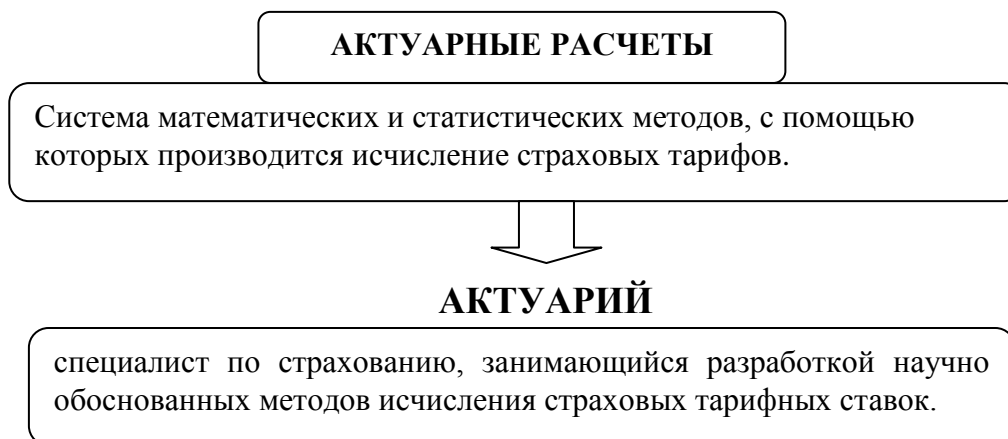 АКТУАРНЫЕ РАСЧЕТЫ
Система математических и статистических методов, с помощью
которых производится исчисление страховых тарифов.
АКТУАРИЙ
специалист по страхованию, занимающийся разработкой научно
обоснованных методов исчисления страховых тарифных ставок.